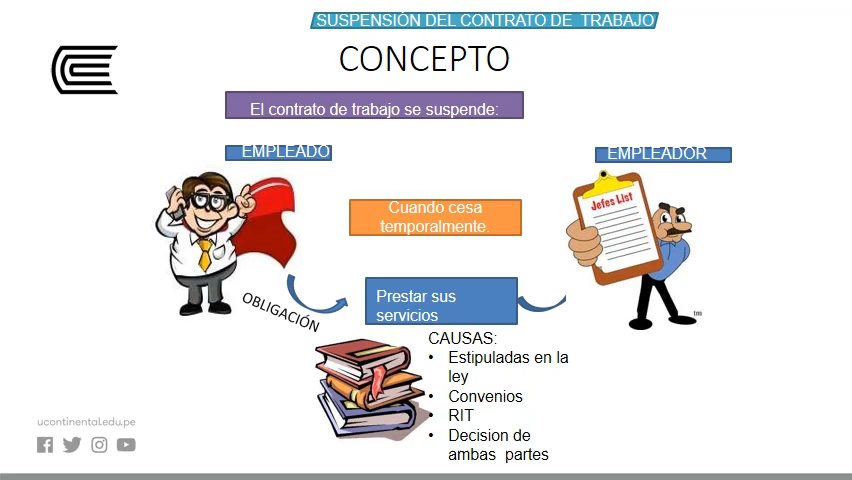 SUSPENSIÓN DEL CONTRATO DE  TRABAJO
CONCEPTO
El contrato de trabajo se suspende:
EMPLEADO
EMPLEADOR
Cuando cesa
temporalmente.
Jefes List
OBLIGACIÓN
Prestar sus
servicios
tm
CAUSAS:
• Estipuladas en la
ley
• Convenios
• RIT
• Decision de
ambas  partes
ucontinental.edu.pe